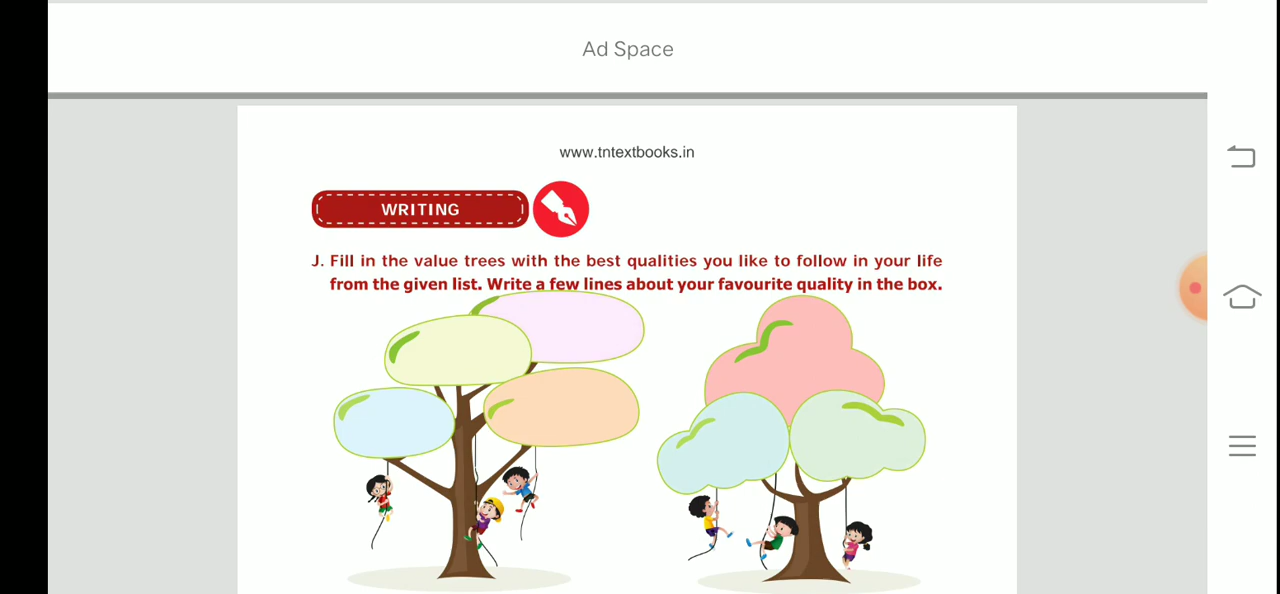 Ad Space
www.tntextbooks.in
WRITING
J. Fill in the value trees with the best qualities you like to follow in your life
from the given list. Write a few lines about your favourite quality in the box.